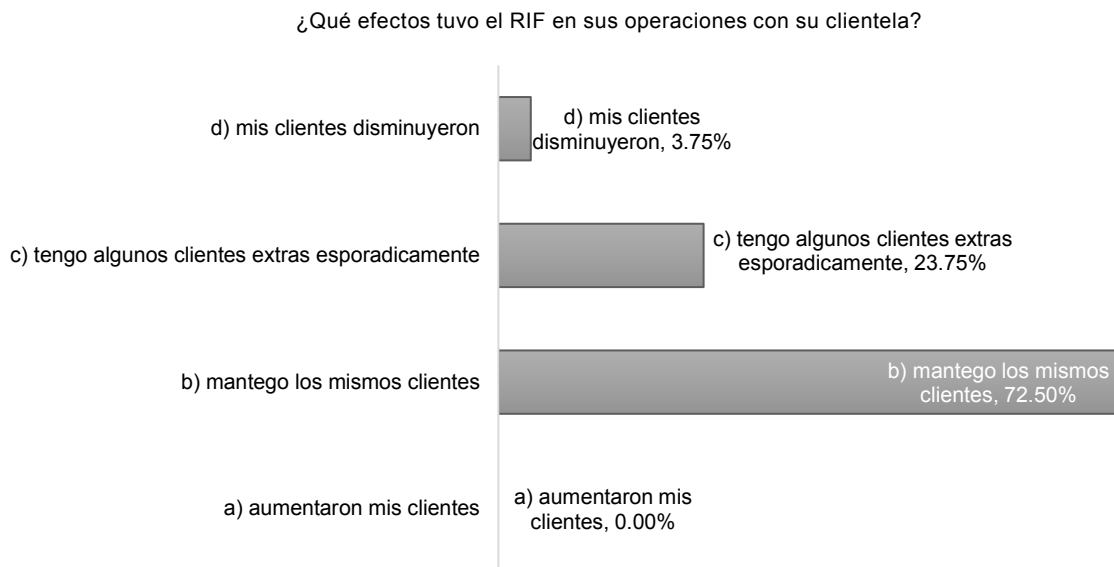 ¿Qué efectos tuvo el RIF en sus operaciones con su clientela?
d) mis clientes disminuyeron
d) mis clientes
disminuyeron, 3.75%
c) tengo algunos clientes extras esporadicamente
c) tengo algunos clientes extras
esporadicamente, 23.75%
b) mantego los mismos clientes
b) mantego los mismos
clientes, 72.50%
a) aumentaron mis clientes
a) aumentaron mis
clientes, 0.00%